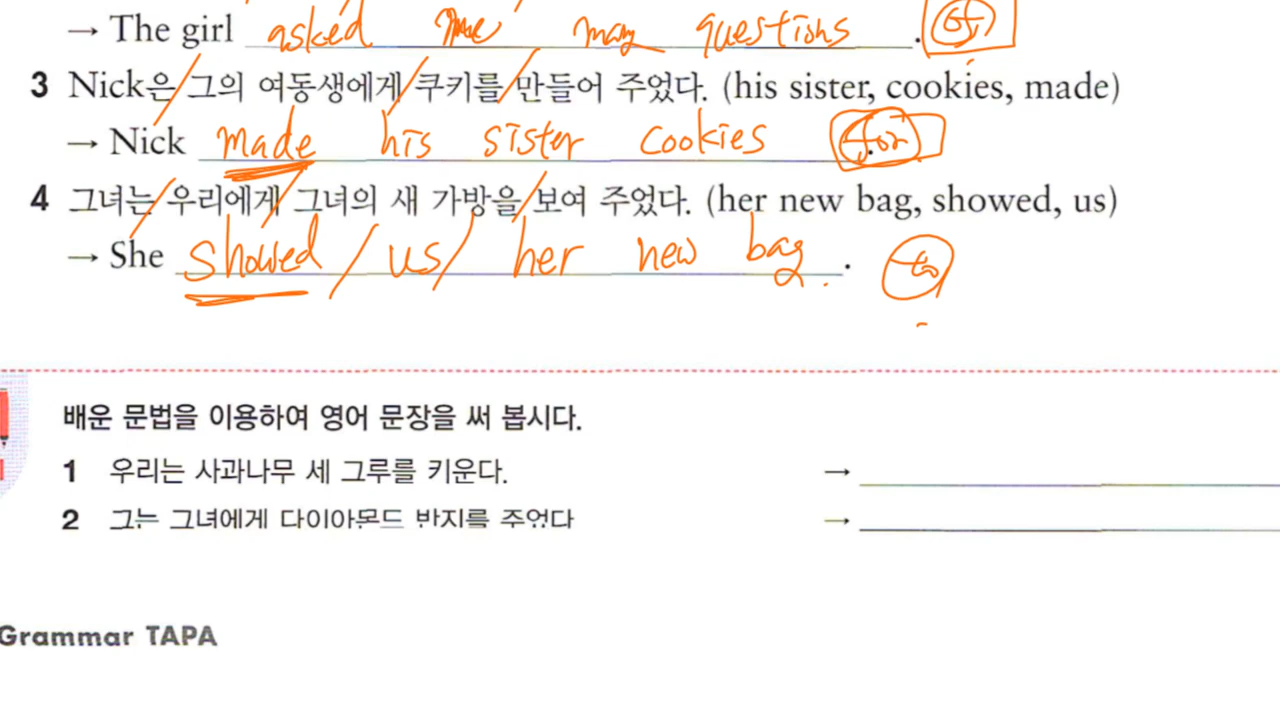 → The girl asked me many questions . of
3 Nick은 그의 여동생에게 쿠키를 만들어 주었다. (his sister, cookies, made)
→ Nick made his sister cookies . for
4 그녀는 우리에게 그녀의 새 가방을 보여 주었다. (her new bag, showed, us)
→ She showed / us / her new bag . to
배운 문법을 이용하여 영어 문장을 써 봅시다.
1 우리는 사과나무 세 그루를 키운다. →
2 그는 그녀에게 다이아몬드 반지를 주었다 →
Grammar TAPA